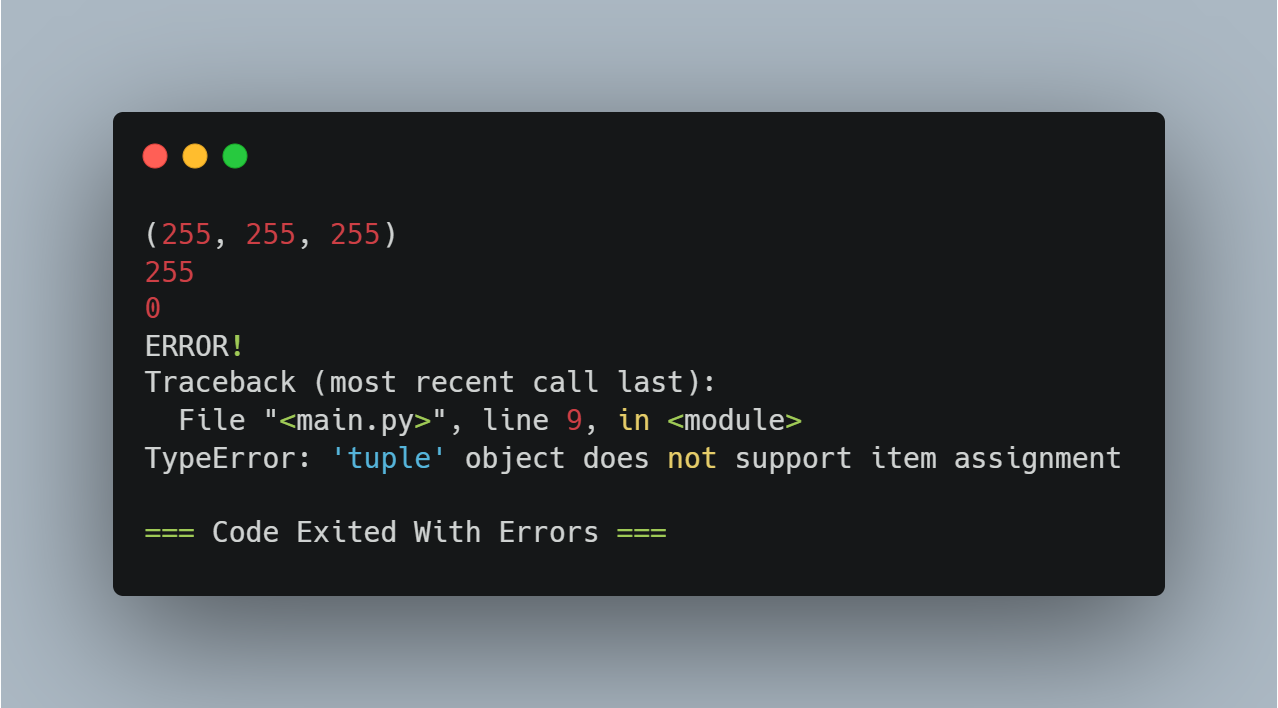 (255, 255, 255)
255
0
ERROR!
Traceback (most recent call last):
  File "<main.py>", line 9, in <module>
TypeError: 'tuple' object does not support item assignment
=== Code Exited With Errors ===